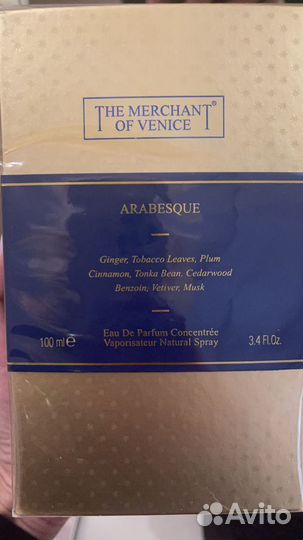 THE MERCHANT
OF VENICE
ARABESQUE
Ginger, Tobacco Leaves, Plum
Cinnamon, Tonka Bean, Cedarwood
Benzoin, Vetiver, Musk
100 ml e Eau De Parfum Concentrée 3.4 Fl.Oz.
Vaporisateur Natural Spray
Avito